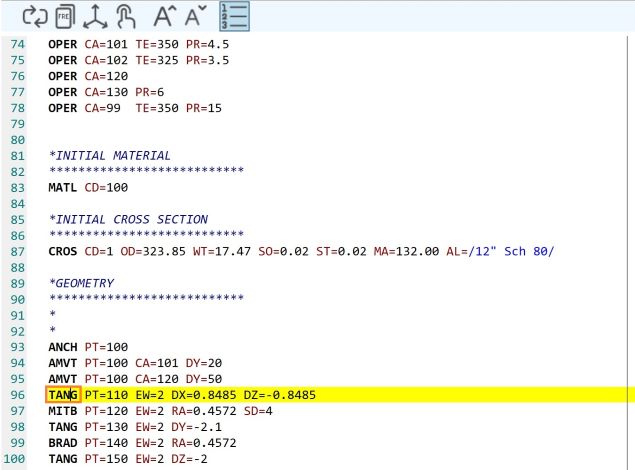 FRE A A 1 2 3
74 OPER CA=101 TE=350 PR=4.5
75 OPER CA=102 TE=325 PR=3.5
76 OPER CA=120
77 OPER CA=130 PR=6
78 OPER CA=99 TE=350 PR=15
79
80
81 *INITIAL MATERIAL
82 ***************************
83 MATL CD=100
84
85 *INITIAL CROSS SECTION
86 ***************************
87 CROS CD=1 OD=323.85 WT=17.47 SO=0.02 ST=0.02 MA=132.00 AL=/12" Sch 80/
88
89 *GEOMETRY
90 ***************************
91 *
92 *
93 ANCH PT=100
94 AMVT PT=100 CA=101 DY=20
95 AMVT PT=100 CA=120 DY=50
96 TANG PT=110 EW=2 DX=0.8485 DZ=-0.8485
97 MITB PT=120 EW=2 RA=0.4572 SD=4
98 TANG PT=130 EW=2 DY=-2.1
99 BRAD PT=140 EW=2 RA=0.4572
100 TANG PT=150 EW=2 DZ=-2